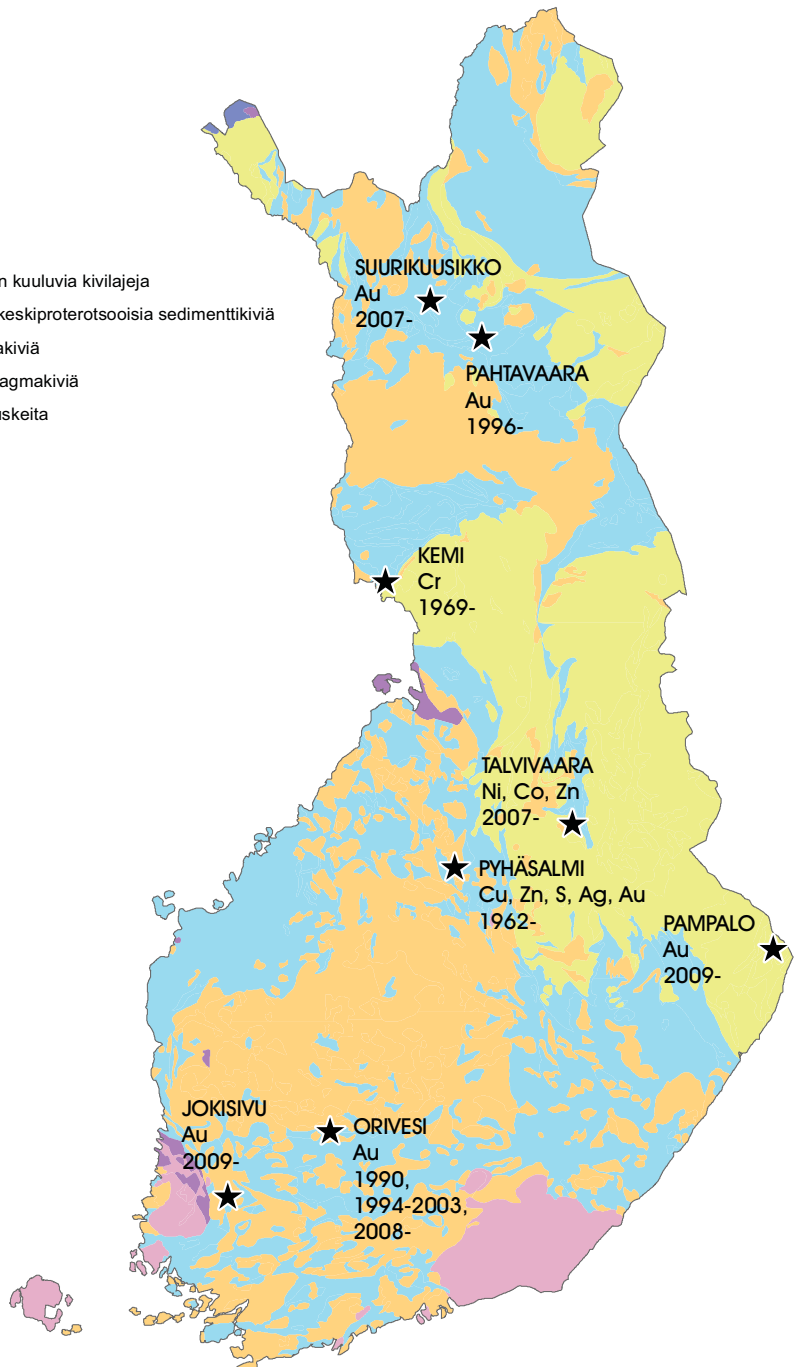 n kuuluvia kivilajeja
keskiproterotsooisia sedimenttikiviä
akiviä
agmakiviä
uskeita
SUURIKUUSIKKO
Au
2007-
PAHTAVAARA
Au
1996-
KEMI
Cr
1969-
TALVIVAARA
Ni, Co, Zn
2007-
PYHÄSALMI
Cu, Zn, S, Ag, Au
1962-
PAMPALO
Au
2009-
JOKISIVU
Au
2009-
ORIVESI
Au
1990,
1994-2003,
2008-